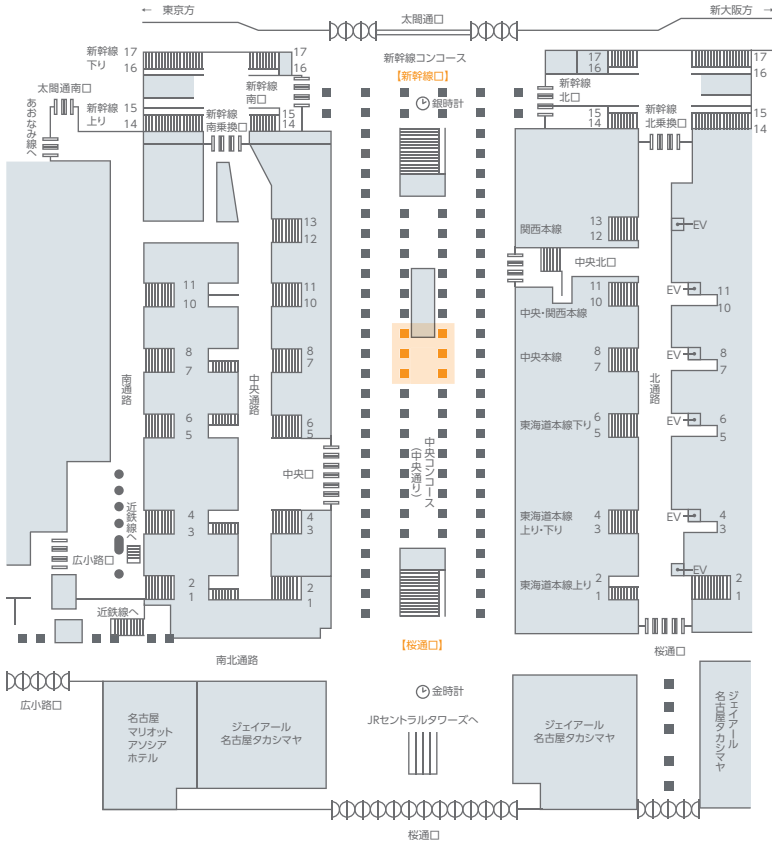 ← 東京方
太閤通口
新大阪方 →
新幹線
下り
17
16
17
16
新幹線コンコース
【新幹線口】
17
16
17
16
太閤通南口
新幹線
南口
新幹線
北口
あおなみ線へ
新幹線
上り
15
14
新幹線
南乗換口
15
14
銀時計
15
14
新幹線
北乗換口
15
14
13
12
関西本線
13
12
EV
中央北口
11
10
11
10
中央・関西本線
11
10
EV
11
10
8
7
8
7
中央本線
8
7
EV
8
7
南通路
中央通路
北通路
6
5
6
5
東海道本線下り
6
5
EV
6
5
中央コンコース
(中央通り)
中央口
近鉄線へ
4
3
4
3
東海道本線
上り・下り
4
3
EV
4
3
広小路口
2
1
2
1
東海道本線上り
2
1
EV
2
1
近鉄線へ
【桜通口】
桜通口
南北通路
広小路口
金時計
名古屋
マリオット
アソシア
ホテル
ジェイアール
名古屋タカシマヤ
JRセントラルタワーズへ
ジェイアール
名古屋タカシマヤ
ジェイアール
名古屋タカシマヤ
桜通口